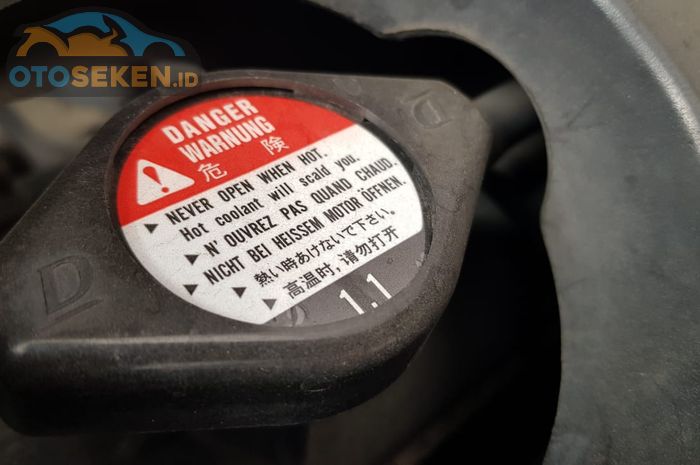 OTOSEKEN.ID
DANGER
WARNUNG
危険
NEVER OPEN WHEN HOT.
Hot coolant will scald you.
N'OUVREZ PAS QUAND CHAUD.
NICHT BEI HEISSEM MOTOR ÖFFNEN.
熱い時あけないで下さい。
高温时,请勿打开
1.1
D
D